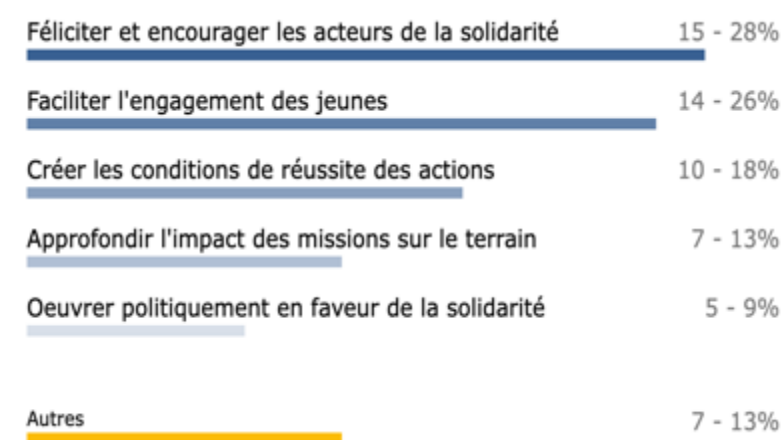 Féliciter et encourager les acteurs de la solidarité 15 - 28%
Faciliter l'engagement des jeunes 14 - 26%
Créer les conditions de réussite des actions 10 - 18%
Approfondir l'impact des missions sur le terrain 7 - 13%
Oeuvrer politiquement en faveur de la solidarité 5 - 9%
Autres 7 - 13%